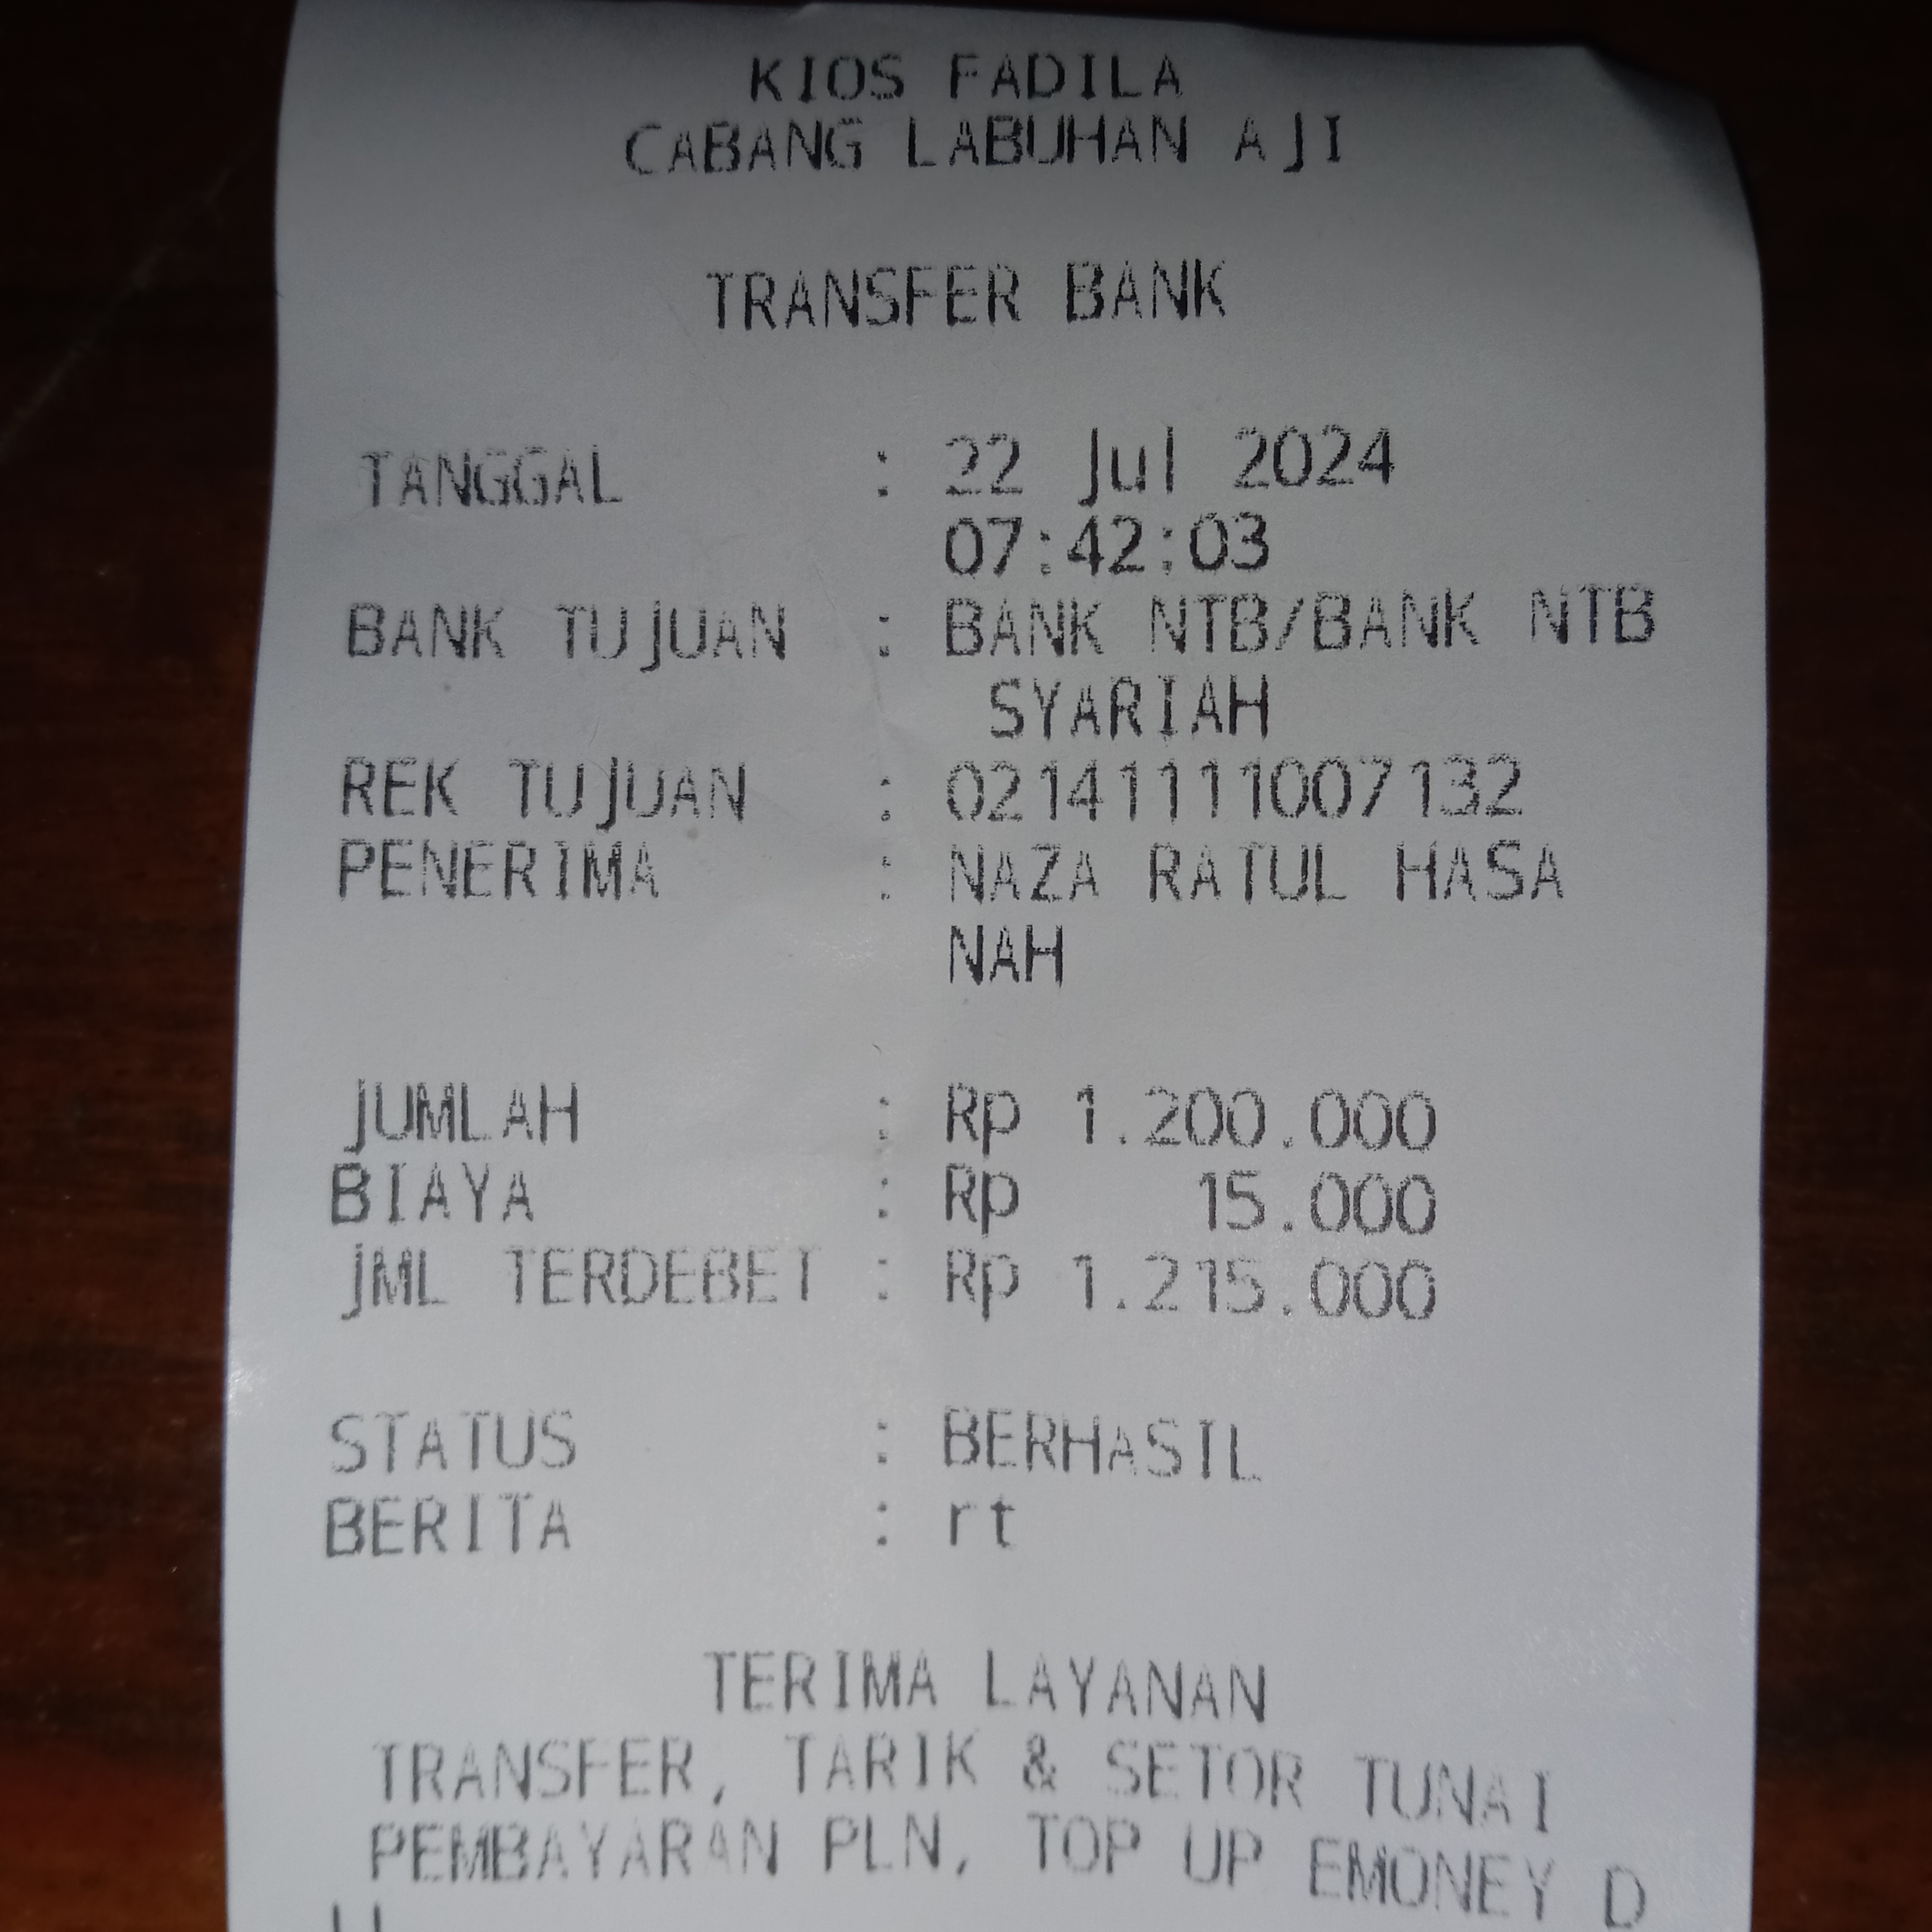 KIOS FADILA
CABANG LABUHAN AJI
TRANSFER BANK
TANGGAL : 22 Jul 2024
07:42:03
BANK TUJUAN : BANK NTB/BANK NTB
SYARIAH
REK TUJUAN : 02141111007132
PENERIMA : NAZA RATUL HASA
NAH
JUMLAH : Rp 1.200.000
BIAYA : Rp 15.000
JML TERDEBET : Rp 1.215.000
STATUS : BERHASIL
BERITA : rt
TERIMA LAYANAN
TRANSFER, TARIK & SETOR TUNAI
PEMBAYARAN PLN, TOP UP EMONEY D